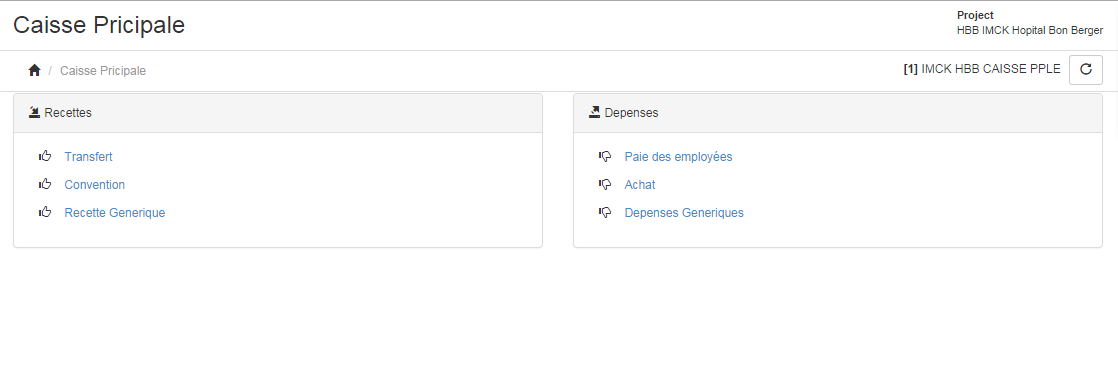 Caisse Pricipale
Project
HBB IMCK Hopital Bon Berger
/ Caisse Pricipale
[1] IMCK HBB CAISSE PPLE
Recettes
Transfert
Convention
Recette Generique
Depenses
Paie des employées
Achat
Depenses Generiques